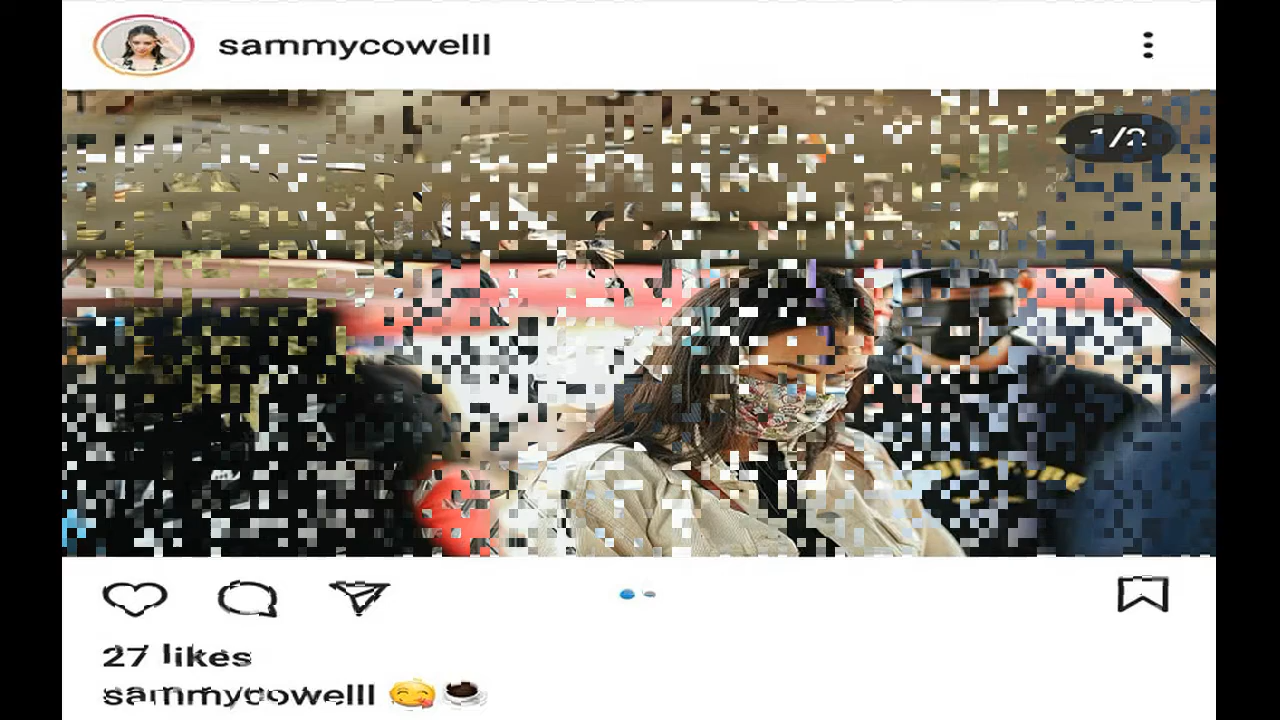 sammycowelll
1/2
27 likes
sammycowelll 😋☕